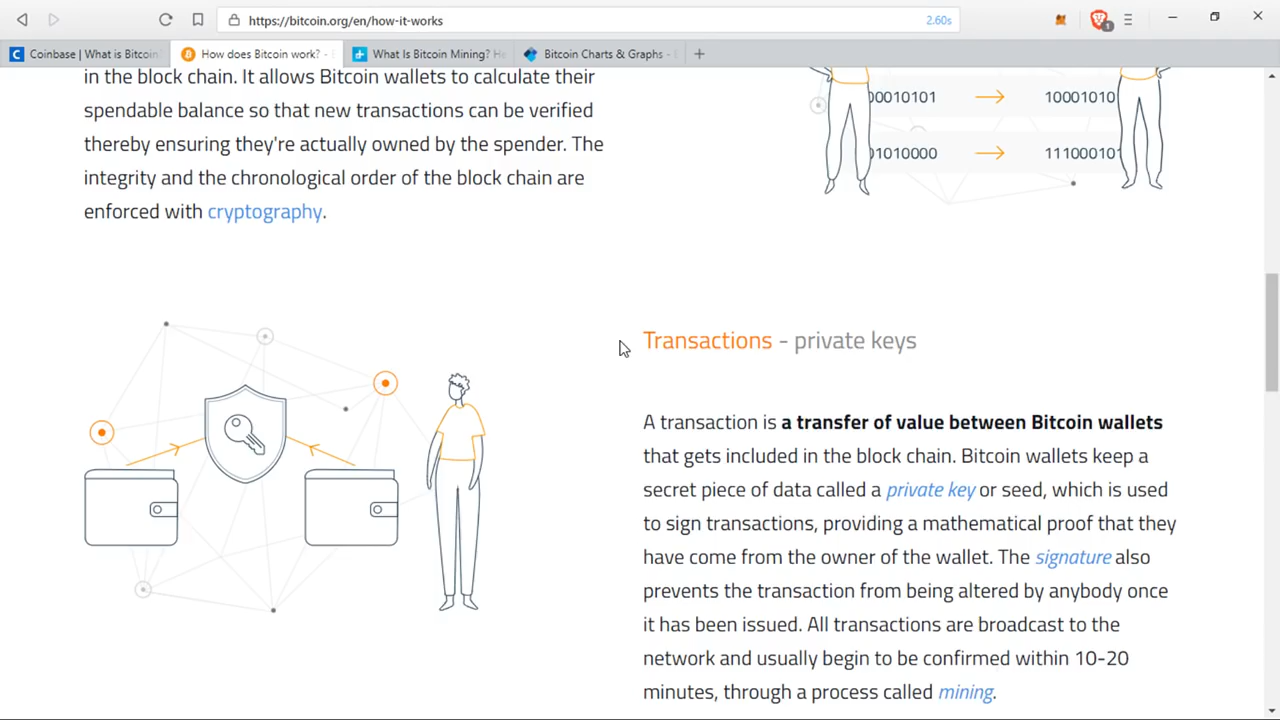 https://bitcoin.org/en/how-it-works
2.60s
1
Coinbase | What is Bitcoin
How does Bitcoin work? -
What Is Bitcoin Mining? He
Bitcoin Charts & Graphs -
in the block chain. It allows Bitcoin wallets to calculate their
spendable balance so that new transactions can be verified
thereby ensuring they're actually owned by the spender. The
integrity and the chronological order of the block chain are
enforced with cryptography.
00010101 → 10001010
01010000 → 11100010
Transactions - private keys
A transaction is a transfer of value between Bitcoin wallets
that gets included in the block chain. Bitcoin wallets keep a
secret piece of data called a private key or seed, which is used
to sign transactions, providing a mathematical proof that they
have come from the owner of the wallet. The signature also
prevents the transaction from being altered by anybody once
it has been issued. All transactions are broadcast to the
network and usually begin to be confirmed within 10-20
minutes, through a process called mining.